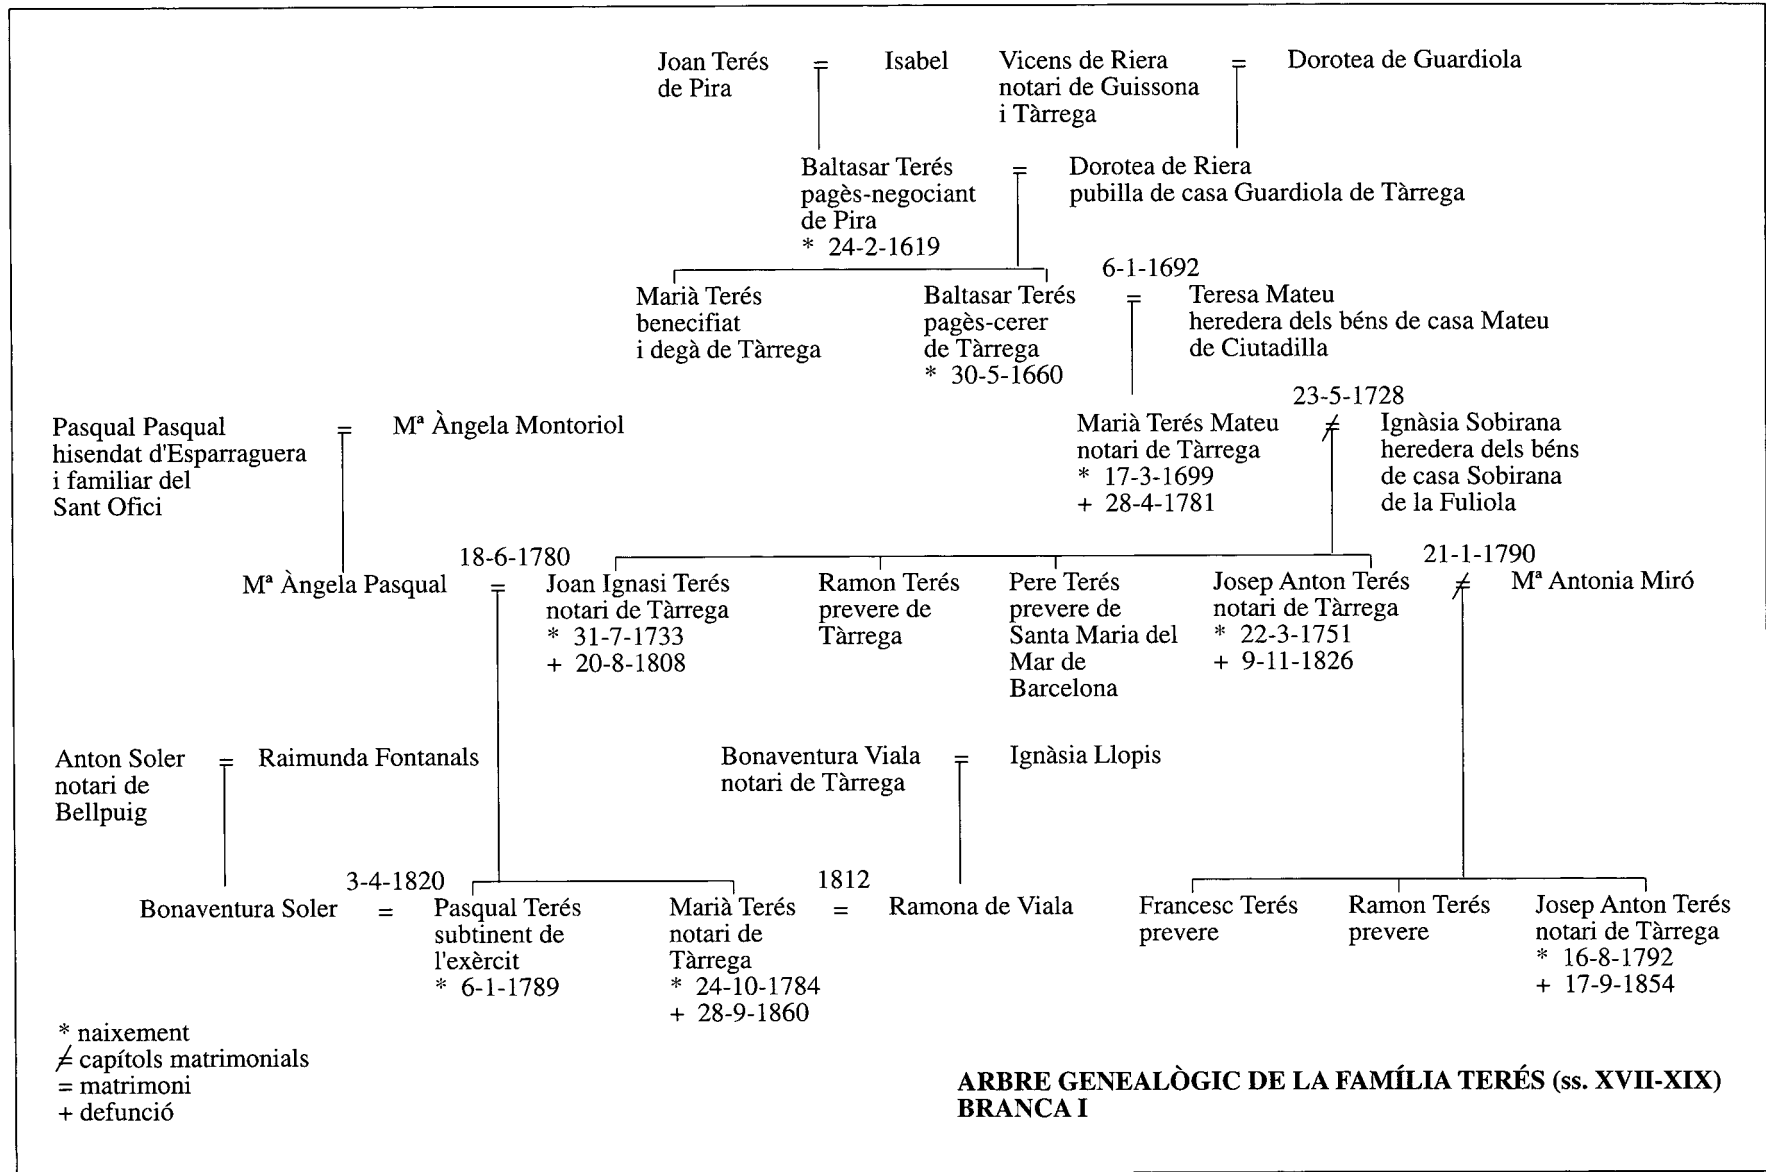 Joan Terés = Isabel
de Pira
Vicens de Riera = Dorotea de Guardiola
notari de Guissona
i Tàrrega
Baltasar Terés = Dorotea de Riera
pagès-negociant
de Pira
* 24-2-1619
pubilla de casa Guardiola de Tàrrega
Marià Terés
benecifiat
i degà de Tàrrega
6-1-1692
Baltasar Terés = Teresa Mateu
pagès-cerer
de Tàrrega
* 30-5-1660
heredera dels béns de casa Mateu
de Ciutadilla
Pasqual Pasqual = Mª Àngela Montoriol
hisendat d'Esparraguera
i familiar del
Sant Ofici
23-5-1728
Marià Terés Mateu ≠ Ignàsia Sobirana
notari de Tàrrega
* 17-3-1699
+ 28-4-1781
heredera dels béns
de casa Sobirana
de la Fuliola
18-6-1780
Mª Àngela Pasqual = Joan Ignasi Terés
notari de Tàrrega
* 31-7-1733
+ 20-8-1808
Ramon Terés
prevere de
Tàrrega
Pere Terés
prevere de
Santa Maria del
Mar de
Barcelona
21-1-1790
Josep Anton Terés ≠ Mª Antonia Miró
notari de Tàrrega
* 22-3-1751
+ 9-11-1826
Anton Soler = Raimunda Fontanals
notari de
Bellpuig
Bonaventura Viala = Ignàsia Llopis
notari de Tàrrega
3-4-1820
Bonaventura Soler = Pasqual Terés
subtinent de
l'exèrcit
* 6-1-1789
1812
Marià Terés = Ramona de Viala
notari de
Tàrrega
* 24-10-1784
+ 28-9-1860
Francesc Terés
prevere
Ramon Terés
prevere
Josep Anton Terés
notari de Tàrrega
* 16-8-1792
+ 17-9-1854
* naixement
≠ capítols matrimonials
= matrimoni
+ defunció
ARBRE GENEALÒGIC DE LA FAMÍLIA TERÉS (ss. XVII-XIX)
BRANCA I